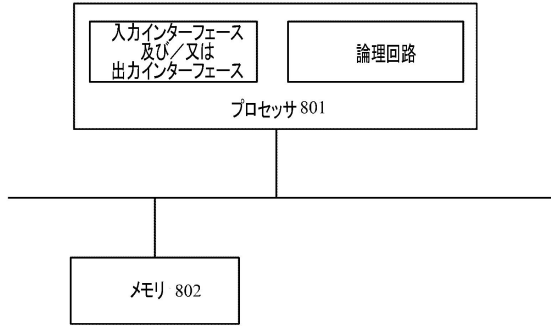 入力インターフェース
及び／又は
出力インターフェース
論理回路
プロセッサ 801
メモリ 802